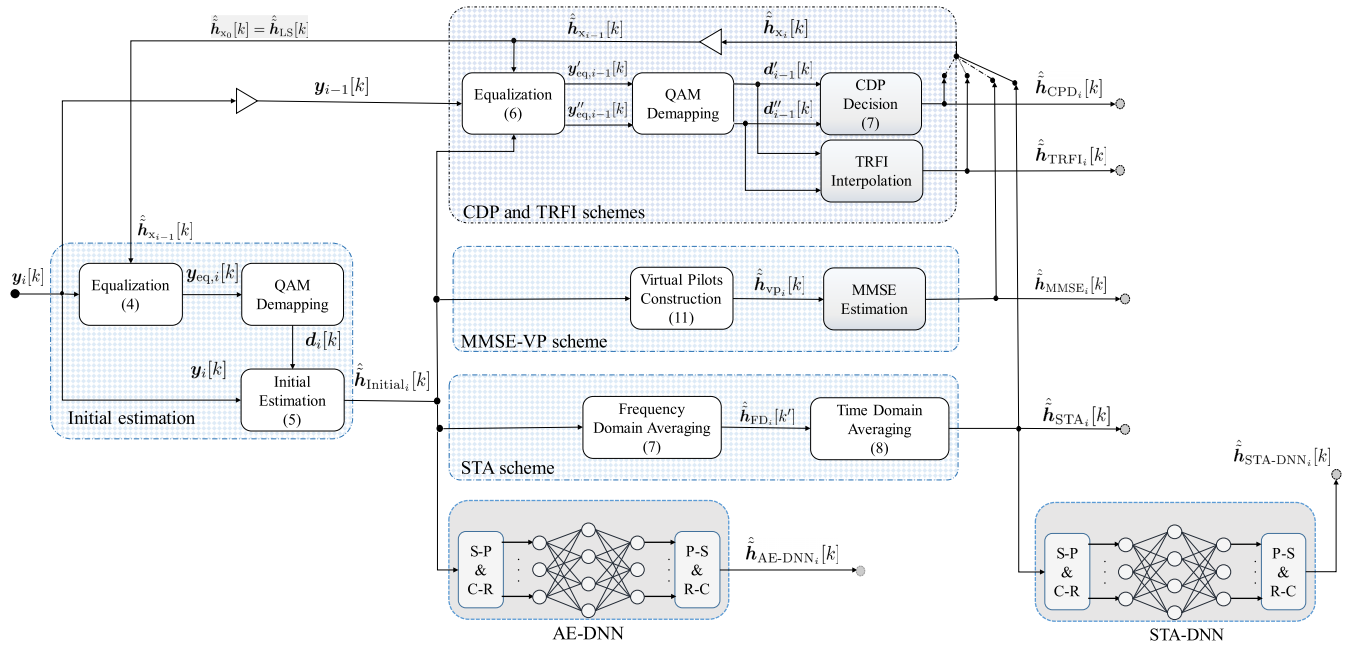 ĥ̃x₀[k] = ĥ̃LS[k]
ĥ̃xᵢ₋₁[k]
ĥ̃xᵢ[k]
yᵢ₋₁[k]
Equalization
(6)
y′eq,i−1[k]
y′′eq,i−1[k]
QAM
Demapping
d′i−1[k]
d′′i−1[k]
CDP
Decision
(7)
ĥ̃CPDᵢ[k]
TRFI
Interpolation
ĥ̃TRFIᵢ[k]
CDP and TRFI schemes
ĥ̃xᵢ₋₁[k]
yᵢ[k]
Equalization
(4)
yeq,i[k]
QAM
Demapping
dᵢ[k]
yᵢ[k]
Initial
Estimation
(5)
ĥ̃Initialᵢ[k]
Initial estimation
Virtual Pilots
Construction
(11)
ĥ̃vpᵢ[k]
MMSE
Estimation
ĥ̃MMSEᵢ[k]
MMSE-VP scheme
Frequency
Domain Averaging
(7)
ĥ̃FDᵢ[k′]
Time Domain
Averaging
(8)
ĥ̃STAᵢ[k]
STA scheme
ĥ̃STA-DNNᵢ[k]
S-P
&
C-R
P-S
&
R-C
ĥ̃AE-DNNᵢ[k]
AE-DNN
S-P
&
C-R
P-S
&
R-C
STA-DNN